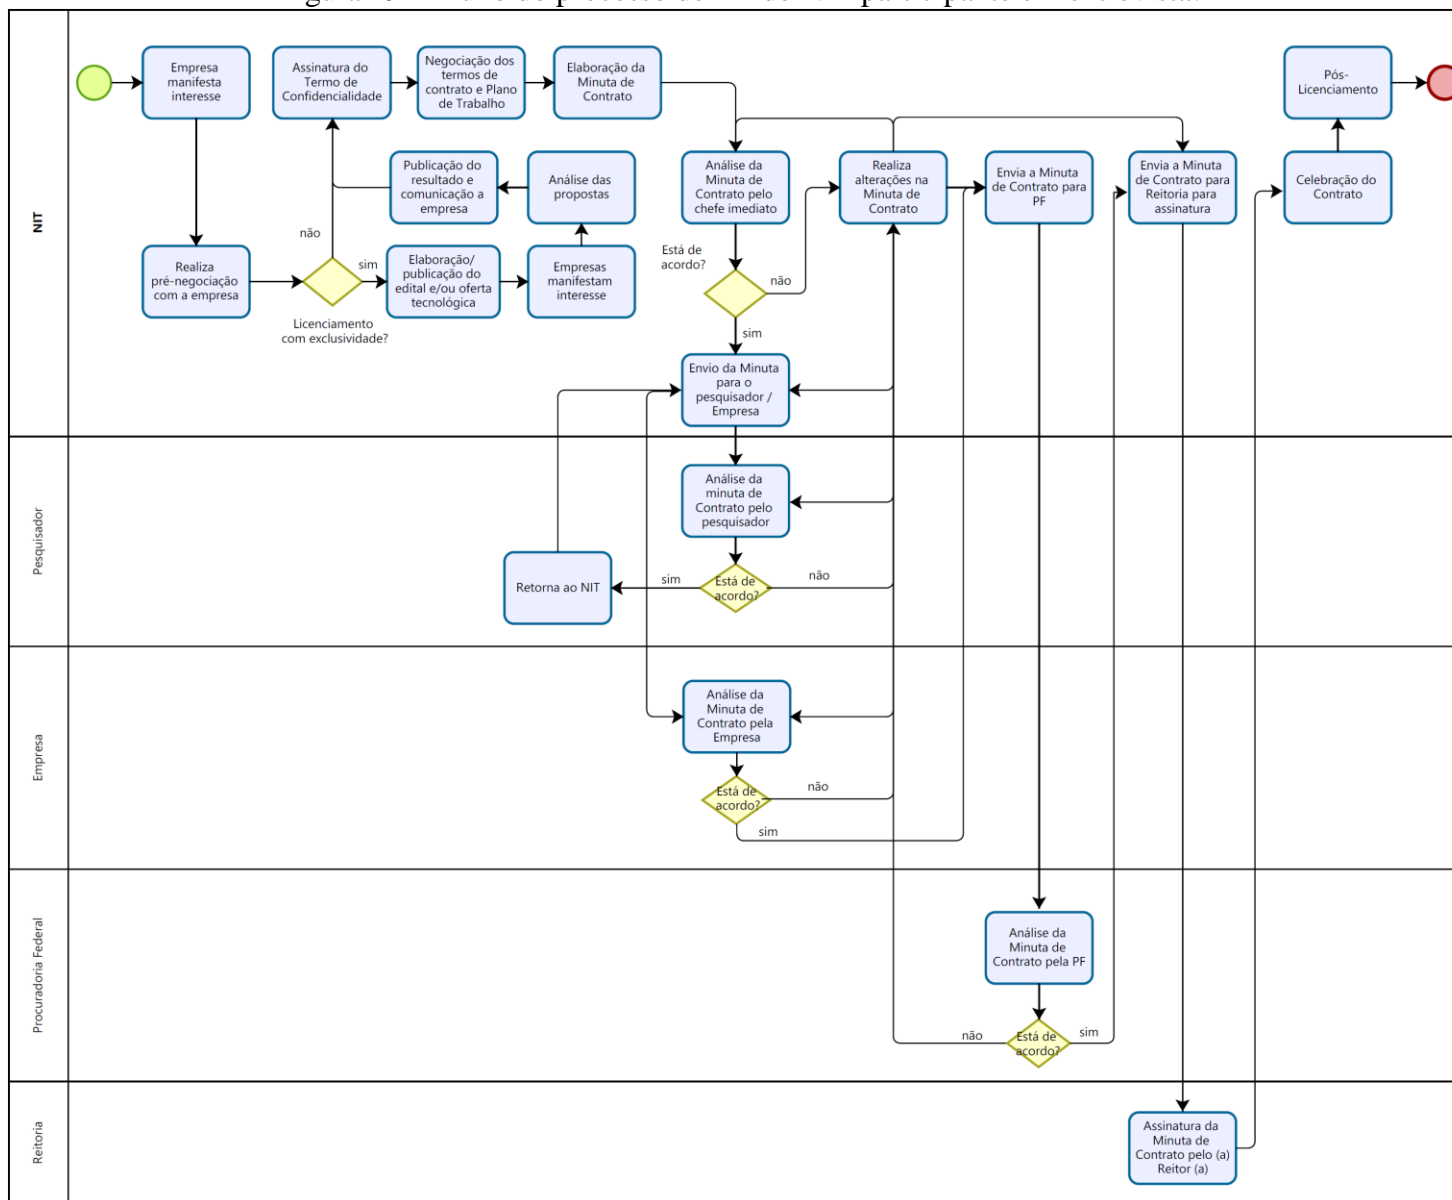 NIT
Empresa
manifesta
interesse
Assinatura do
Termo de
Confidencialidade
Negociação dos
termos de
contrato e Plano
de Trabalho
Elaboração da
Minuta de
Contrato
Pós-
Licenciamento
Publicação do
resultado e
comunicação a
empresa
Análise das
propostas
Análise da
Minuta de
Contrato pelo
chefe imediato
Realiza
alterações na
Minuta de
Contrato
Envia a Minuta
de Contrato para
PF
Envia a Minuta
de Contrato para
Reitoria para
assinatura
Celebração do
Contrato
não
sim
Realiza
pré-negociação
com a empresa
Licenciamento
com exclusividade?
Elaboração/
publicação do
edital e/ou oferta
tecnológica
Empresas
manifestam
interesse
Está de
acordo?
não
sim
Envio da Minuta
para o
pesquisador /
Empresa
Pesquisador
Análise da
minuta de
Contrato pelo
pesquisador
Retorna ao NIT
sim
Está de
acordo?
não
Empresa
Análise da
Minuta de
Contrato pela
Empresa
Está de
acordo?
não
sim
Procuradoria Federal
Análise da
Minuta de
Contrato pela PF
não
Está de
acordo?
sim
Reitoria
Assinatura da
Minuta de
Contrato pelo (a)
Reitor (a)